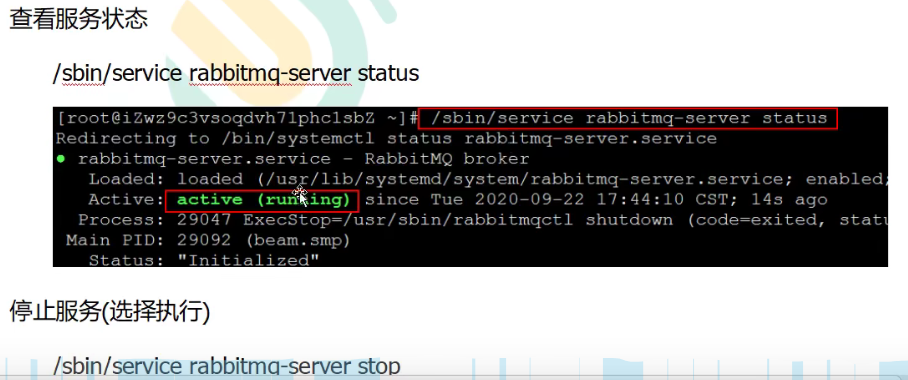 查看服务状态
/sbin/service rabbitmq-server status
[root@iZwz9c3vsoqdvh71phc1sbZ ~]# /sbin/service rabbitmq-server status
Redirecting to /bin/systemctl status rabbitmq-server.service
● rabbitmq-server.service - RabbitMQ broker
Loaded: loaded (/usr/lib/systemd/system/rabbitmq-server.service; enabled;
Active: active (running) since Tue 2020-09-22 17:44:10 CST; 14s ago
Process: 29047 ExecStop=/usr/sbin/rabbitmqctl shutdown (code=exited, statu
Main PID: 29092 (beam.smp)
Status: "Initialized"
停止服务(选择执行)
/sbin/service rabbitmq-server stop